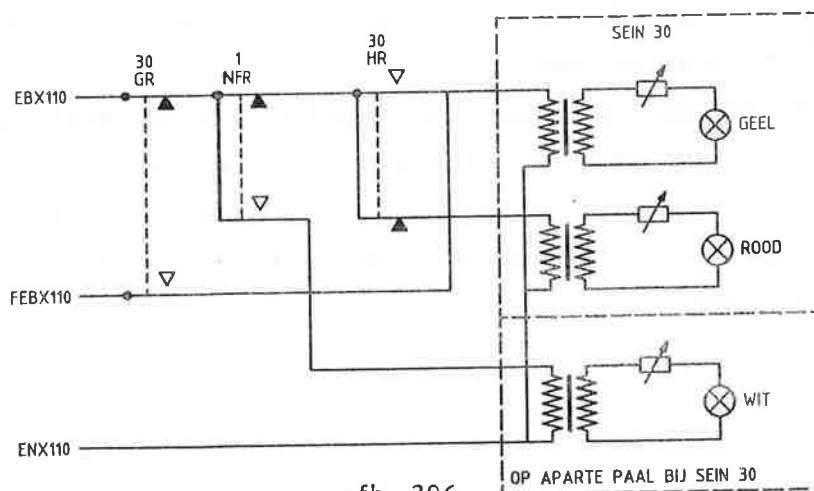 SEIN 30
30
GR
1
NFR
30
HR
EBX110
GEEL
ROOD
FEBX110
WIT
ENX110
OP APARTE PAAL BIJ SEIN 30
306